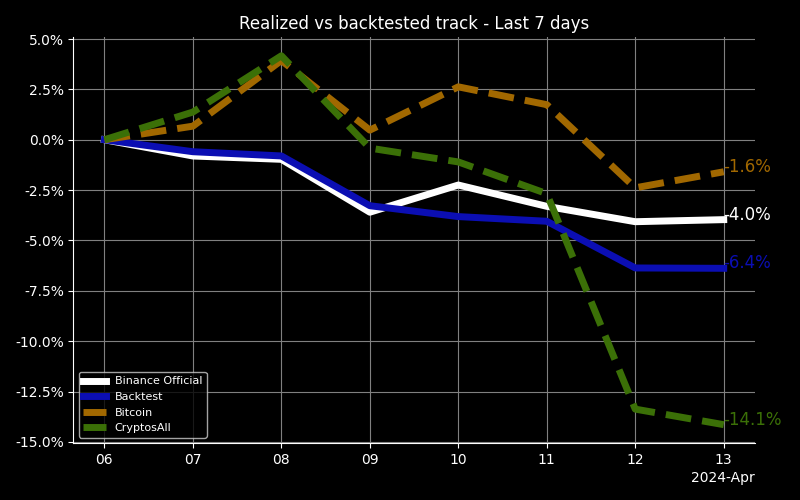 Realized vs backtested track - Last 7 days
5.0%
2.5%
0.0%
-2.5%
-5.0%
-7.5%
-10.0%
-12.5%
-15.0%
-1.6%
-4.0%
-6.4%
-14.1%
Binance Official
Backtest
Bitcoin
CryptosAll
06 07 08 09 10 11 12 13
2024-Apr